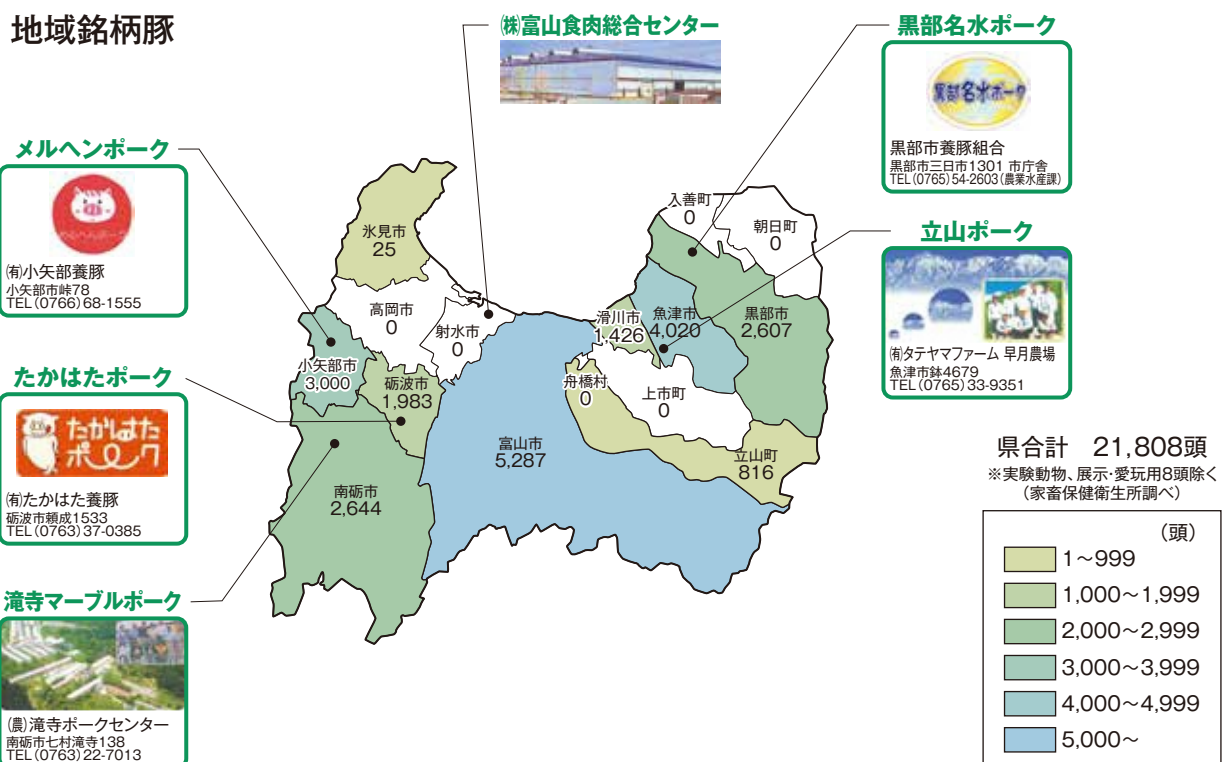 地域銘柄豚
㈱富山食肉総合センター
黒部名水ポーク
黒部名水ポーク
黒部市養豚組合
黒部市三日市1301 市庁舎
TEL(0765)54-2603(農業水産課)
メルヘンポーク
めるへんポーク
㈲小矢部養豚
小矢部市峠78
TEL(0766)68-1555
立山ポーク
㈲タテヤマファーム 早月農場
魚津市鉢4679
TEL(0765)33-9351
たかはたポーク
たかはた
ポーク
㈲たかはた養豚
砺波市頼成1533
TEL(0763)37-0385
滝寺マーブルポーク
(農)滝寺ポークセンター
南砺市七村滝寺138
TEL(0763)22-7013
入善町
0
朝日町
0
氷見市
25
高岡市
0
射水市
0
滑川市
1,426
魚津市
4,020
黒部市
2,607
小矢部市
3,000
砺波市
1,983
舟橋村
0
上市町
0
富山市
5,287
立山町
816
南砺市
2,644
県合計 21,808頭
※実験動物、展示・愛玩用8頭除く
(家畜保健衛生所調べ)
(頭)
1～999
1,000～1,999
2,000～2,999
3,000～3,999
4,000～4,999
5,000～